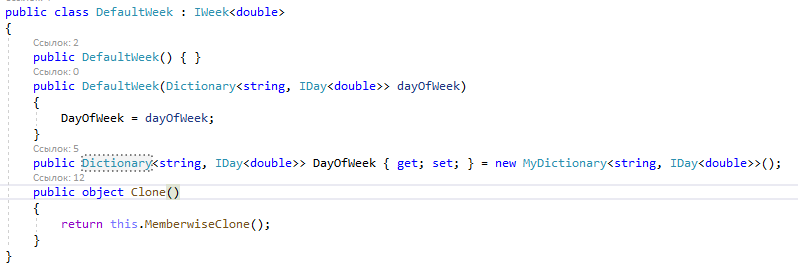 public class DefaultWeek : IWeek<double>
{
Ссылок: 2
public DefaultWeek() { }
Ссылок: 0
public DefaultWeek(Dictionary<string, IDay<double>> dayOfWeek)
{
DayOfWeek = dayOfWeek;
}
Ссылок: 5
public Dictionary<string, IDay<double>> DayOfWeek { get; set; } = new MyDictionary<string, IDay<double>>();
Ссылок: 12
public object Clone()
{
return this.MemberwiseClone();
}
}